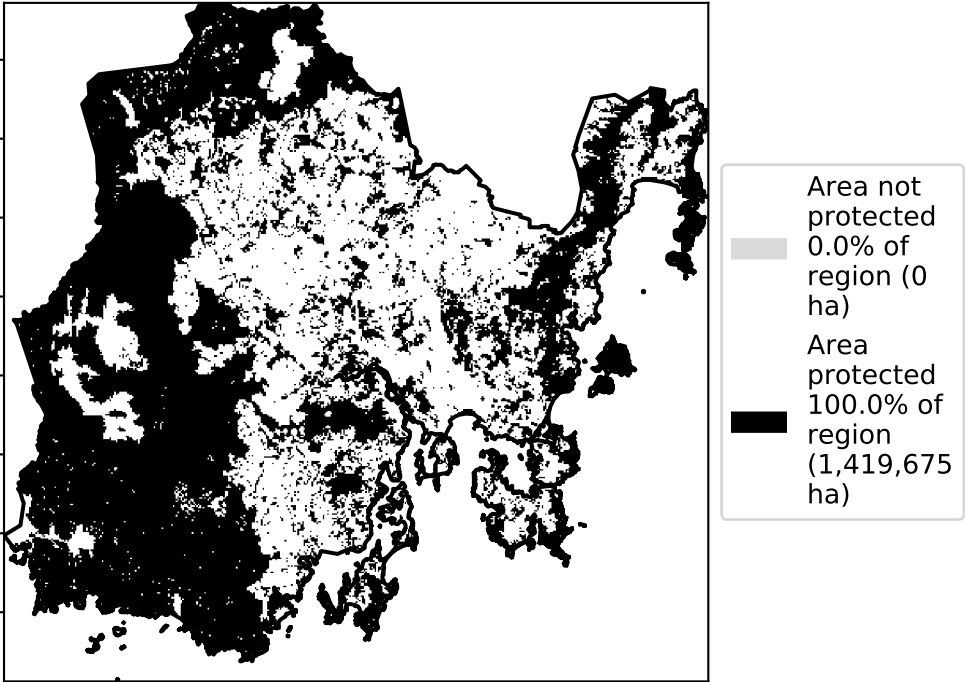 Area not
protected
0.0% of
region (0
ha)
Area
protected
100.0% of
region
(1,419,675
ha)